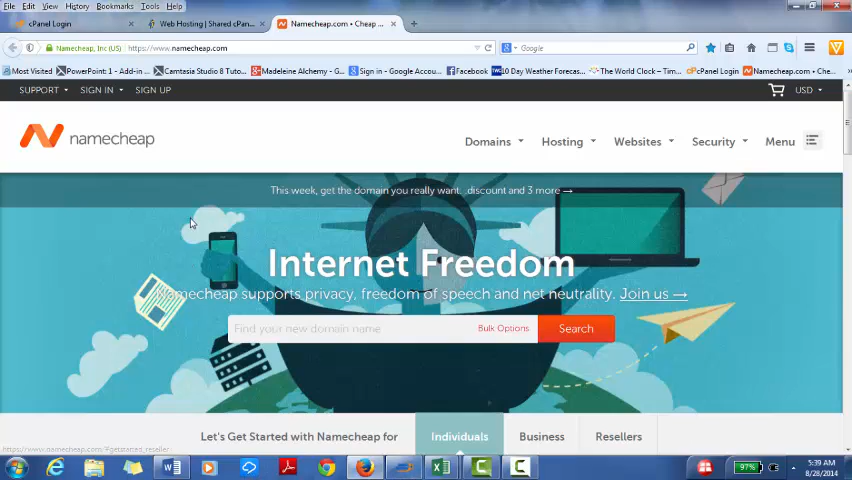 File Edit View History Bookmarks Tools Help
cPanel Login
Web Hosting | Shared cPan...
Namecheap.com • Cheap ...
Namecheap, Inc (US)
https://www.namecheap.com
Google
Most Visited
PowerPoint: 1 - Add-in ...
Camtasia Studio 8 Tuto...
Madeleine Alchemy - G...
Sign in - Google Accou...
Facebook
10 Day Weather Forecas...
The World Clock – Tim...
cPanel Login
Namecheap.com • Chea...
SUPPORT SIGN IN SIGN UP
USD
namecheap
Domains Hosting Websites Security Menu
This week, get the domain you really want. .discount and 3 more →
Internet Freedom
Namecheap supports privacy, freedom of speech and net neutrality. Join us →
Find your new domain name
Bulk Options
Search
Let's Get Started with Namecheap for
Individuals
Business
Resellers
97%
5:39 AM
8/28/2014